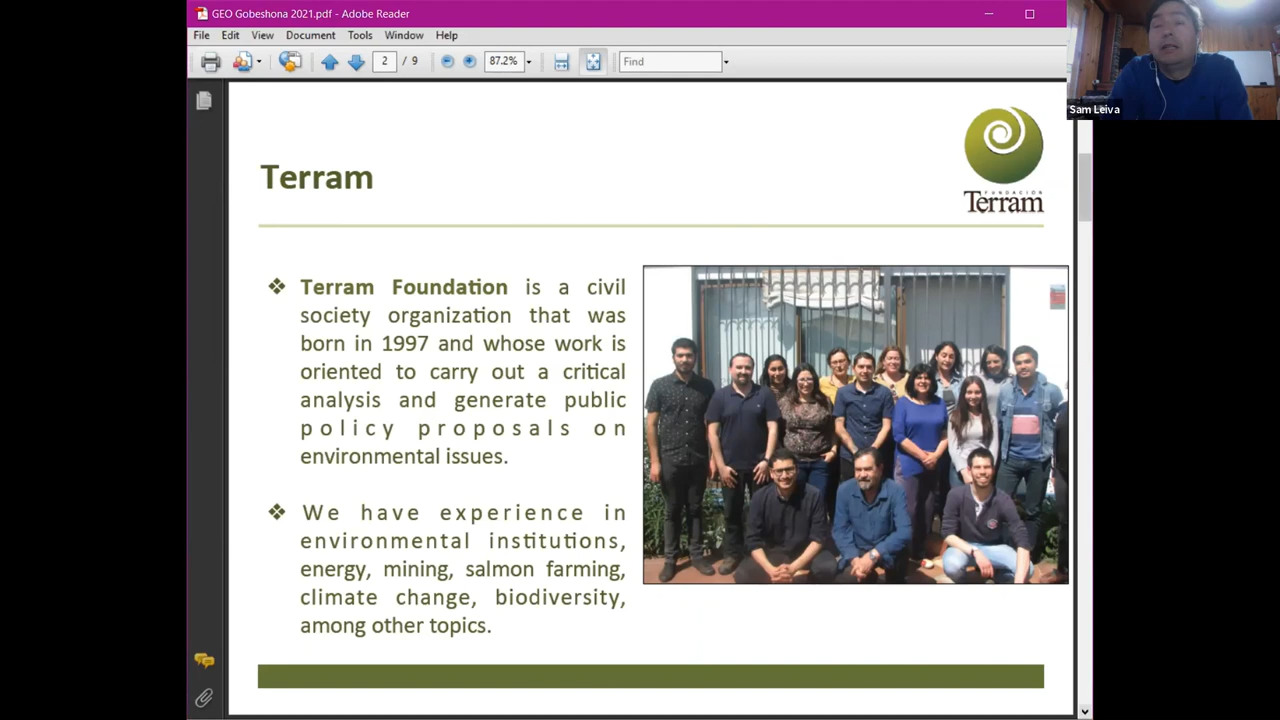 GEO Gobeshona 2021.pdf - Adobe Reader
File Edit View Document Tools Window Help
2 / 9 87.2% Find
Sam Leiva
FUNDACIÓN
Terram
Terram
❖ Terram Foundation is a civil
society organization that was
born in 1997 and whose work is
oriented to carry out a critical
analysis and generate public
policy proposals on
environmental issues.
❖ We have experience in
environmental institutions,
energy, mining, salmon farming,
climate change, biodiversity,
among other topics.